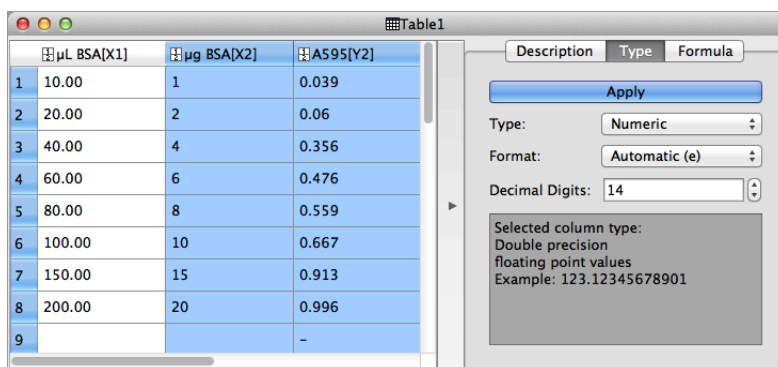 Table1
µL BSA[X1] µg BSA[X2] A595[Y2]
1 10.00 1 0.039
2 20.00 2 0.06
3 40.00 4 0.356
4 60.00 6 0.476
5 80.00 8 0.559
6 100.00 10 0.667
7 150.00 15 0.913
8 200.00 20 0.996
9 –
Description Type Formula
Apply
Type: Numeric
Format: Automatic (e)
Decimal Digits: 14
Selected column type:
Double precision
floating point values
Example: 123.12345678901